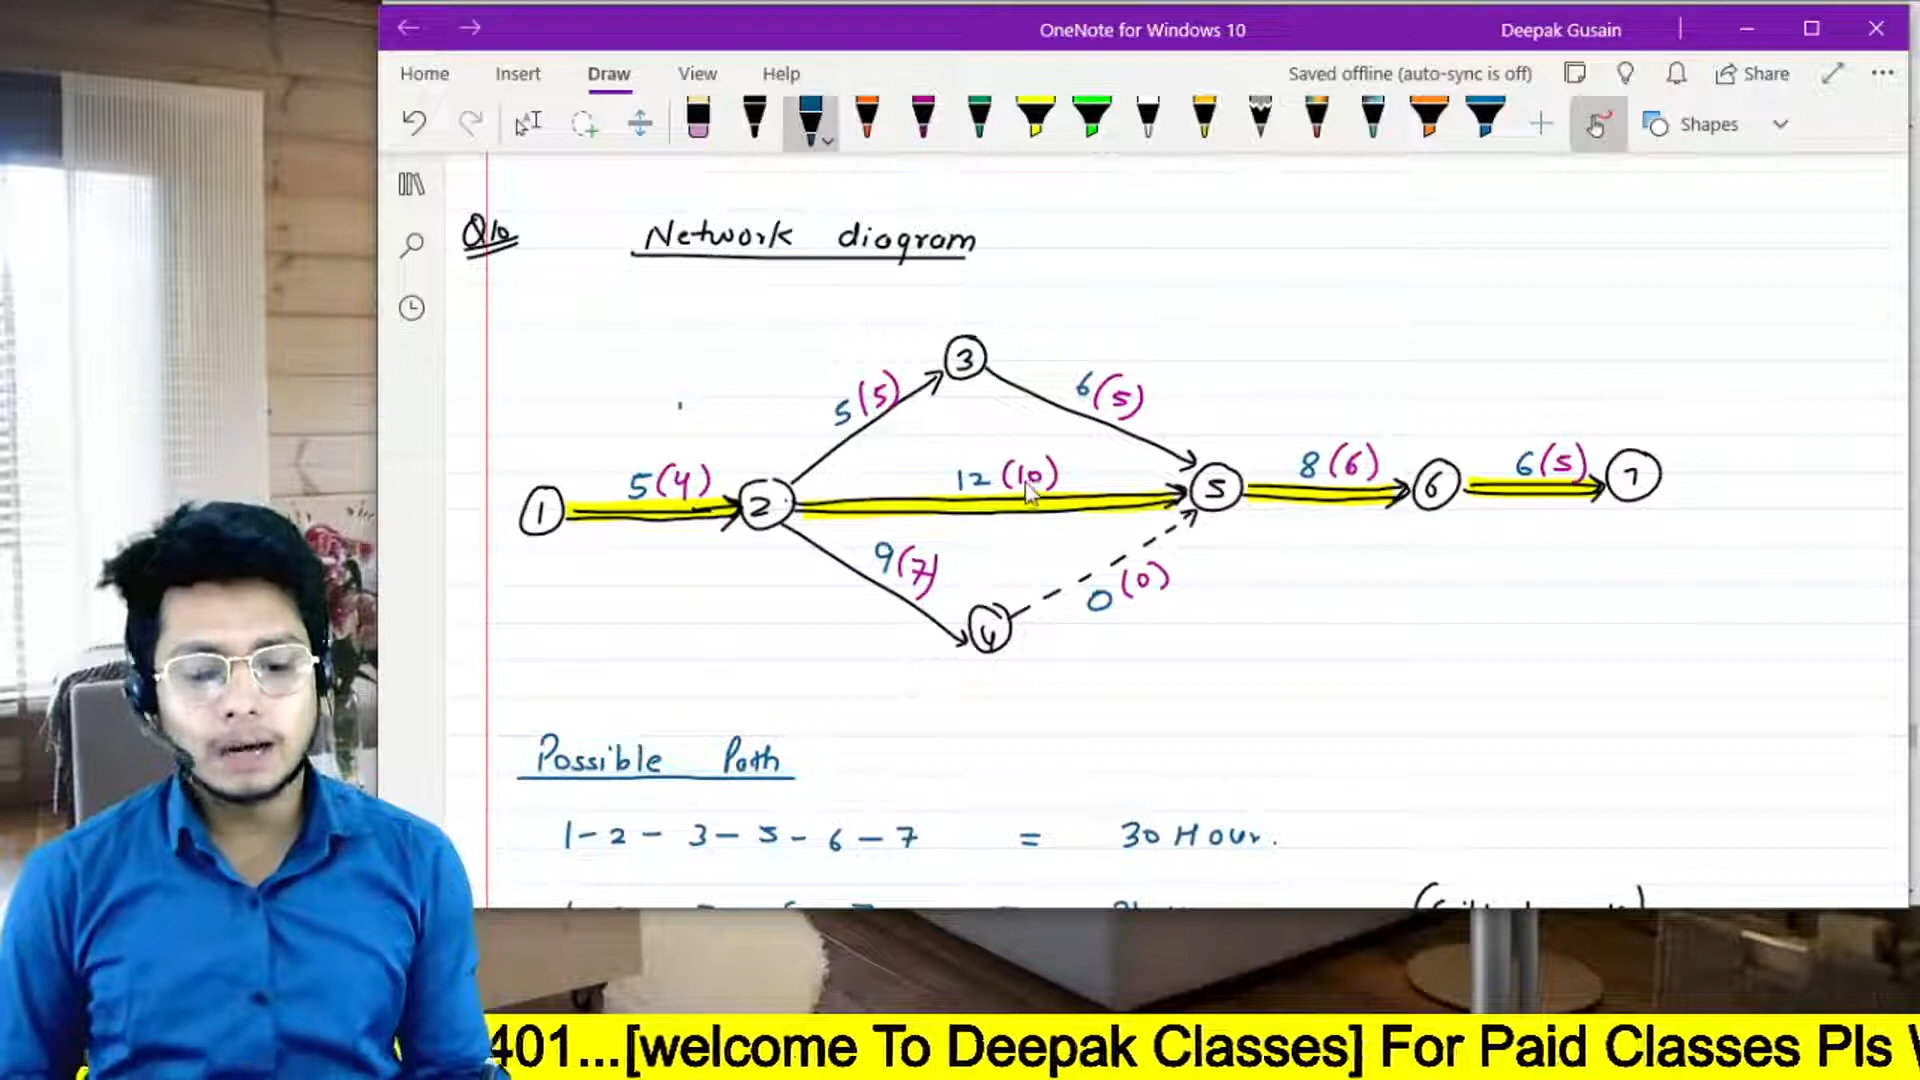 OneNote for Windows 10 Deepak Gusain
Home Insert Draw View Help Saved offline (auto-sync is off) Share
Shapes
Q10 Network diagram
3
5(5) 6(5)
5(4) 12(10) 8(6) 6(5)
1 2 5 6 7
9(7) 0(0)
4
Possible Path
1-2-3-5-6-7 = 30 Hour.
401...[welcome To Deepak Classes] For Paid Classes Pls